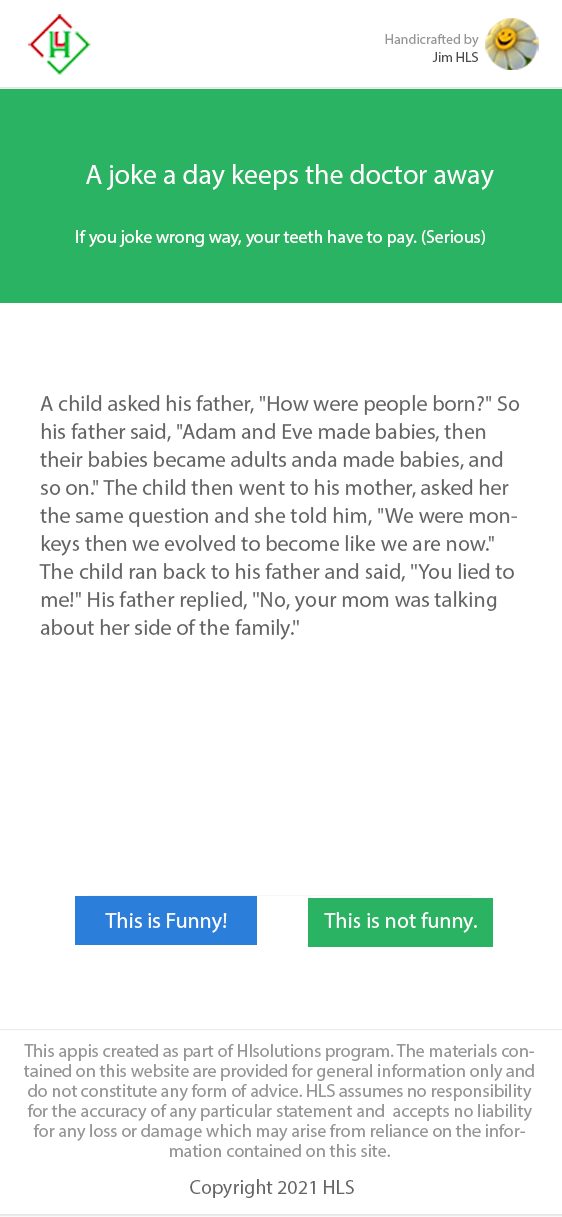 H
Handicrafted by
Jim HLS
A joke a day keeps the doctor away
If you joke wrong way, your teeth have to pay. (Serious)
A child asked his father, "How were people born?" So
his father said, "Adam and Eve made babies, then
their babies became adults anda made babies, and
so on." The child then went to his mother, asked her
the same question and she told him, "We were mon-
keys then we evolved to become like we are now."
The child ran back to his father and said, "You lied to
me!" His father replied, "No, your mom was talking
about her side of the family."
This is Funny!
This is not funny.
This appis created as part of Hlsolutions program. The materials con-
tained on this website are provided for general information only and
do not constitute any form of advice. HLS assumes no responsibility
for the accuracy of any particular statement and  accepts no liability
for any loss or damage which may arise from reliance on the infor-
mation contained on this site.
Copyright 2021 HLS